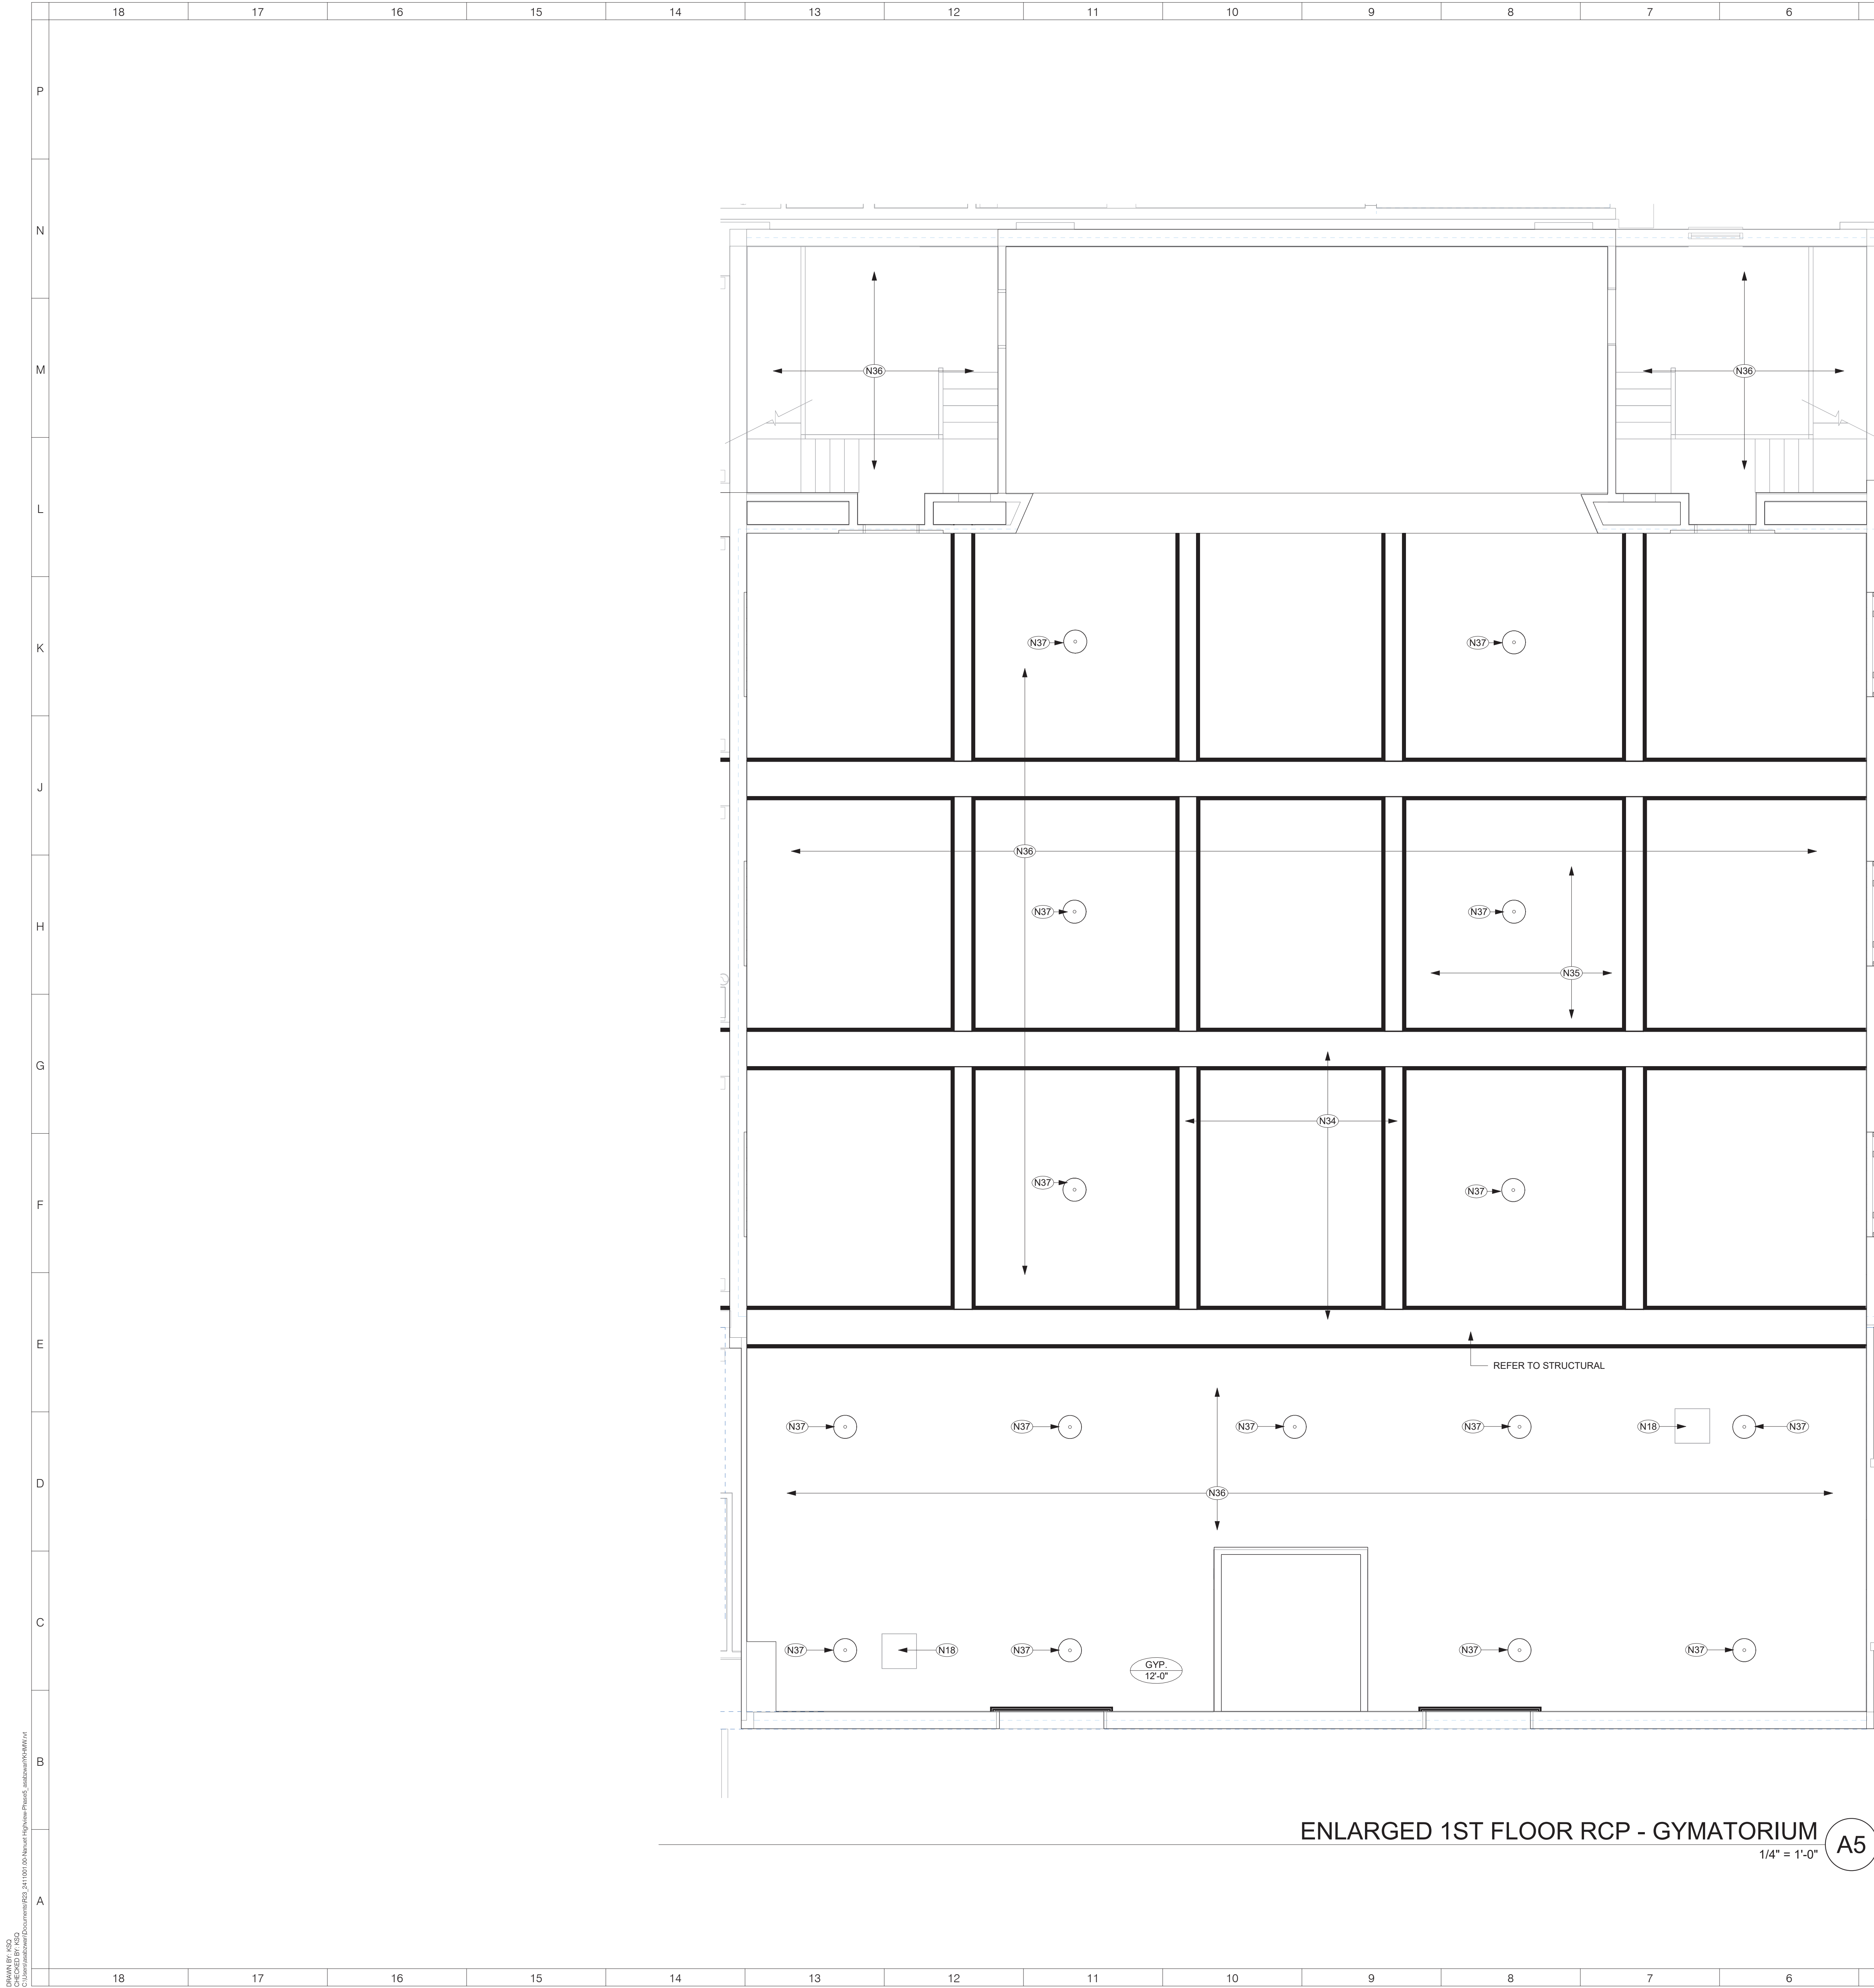 18 17 16 15 14 13 12 11 10 9 8 7 6
P
N
M
N36 N36
L
K
N37 N37
J
N36
H
N37 N37
N35
G
N34
F
N37 N37
E
REFER TO STRUCTURAL
N37 N37 N37 N37 N18 N37
D
N36
C
N37 N18 N37 N37 N37
GYP.
12'-0"
B
ENLARGED 1ST FLOOR RCP - GYMATORIUM A5
1/4" = 1'-0"
A
18 17 16 15 14 13 12 11 10 9 8 7 6
DRAWN BY: KSQ
CHECKED BY: KSQ